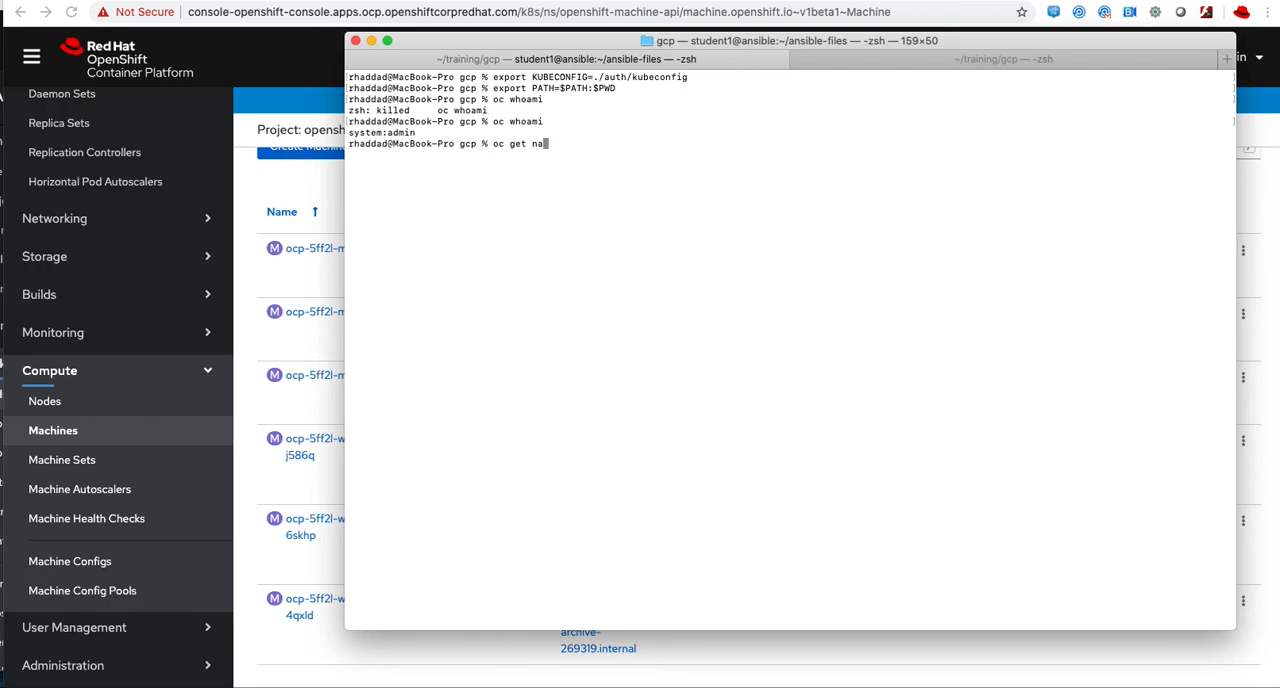 Not Secure
console-openshift-console.apps.ocp.openshiftcorpredhat.com/k8s/ns/openshift-machine-api/machine.openshift.io~v1beta1~Machine
Red Hat
OpenShift
Container Platform
Daemon Sets
Replica Sets
Replication Controllers
Horizontal Pod Autoscalers
Networking
Storage
Builds
Monitoring
Compute
Nodes
Machines
Machine Sets
Machine Autoscalers
Machine Health Checks
Machine Configs
Machine Config Pools
User Management
Administration
Project: opensh
Name
M ocp-5ff2l-m
M ocp-5ff2l-m
M ocp-5ff2l-m
M ocp-5ff2l-w
j586q
M ocp-5ff2l-w
6skhp
M ocp-5ff2l-w
4qxld
archive-
269319.internal
in
gcp — student1@ansible:~/ansible-files — -zsh — 159×50
~/training/gcp — student1@ansible:~/ansible-files — -zsh
~/training/gcp — -zsh
[rhaddad@MacBook-Pro gcp % export KUBECONFIG=./auth/kubeconfig ]
[rhaddad@MacBook-Pro gcp % export PATH=$PATH:$PWD ]
[rhaddad@MacBook-Pro gcp % oc whoami ]
zsh: killed oc whoami
[rhaddad@MacBook-Pro gcp % oc whoami ]
system:admin
rhaddad@MacBook-Pro gcp % oc get na